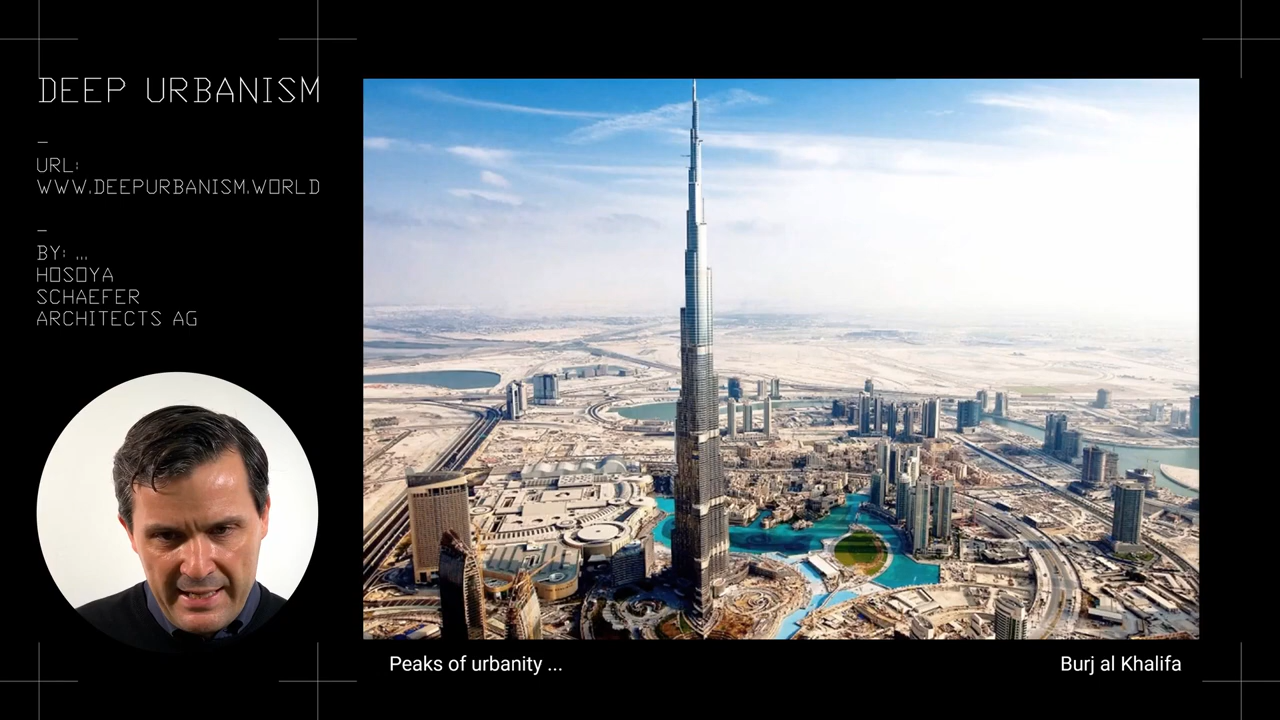 DEEP URBANISM
–
URL:
WWW.DEEPURBANISM.WORLD
–
BY: ...
HOSOYA
SCHAEFER
ARCHITECTS AG
Peaks of urbanity ...
Burj al Khalifa